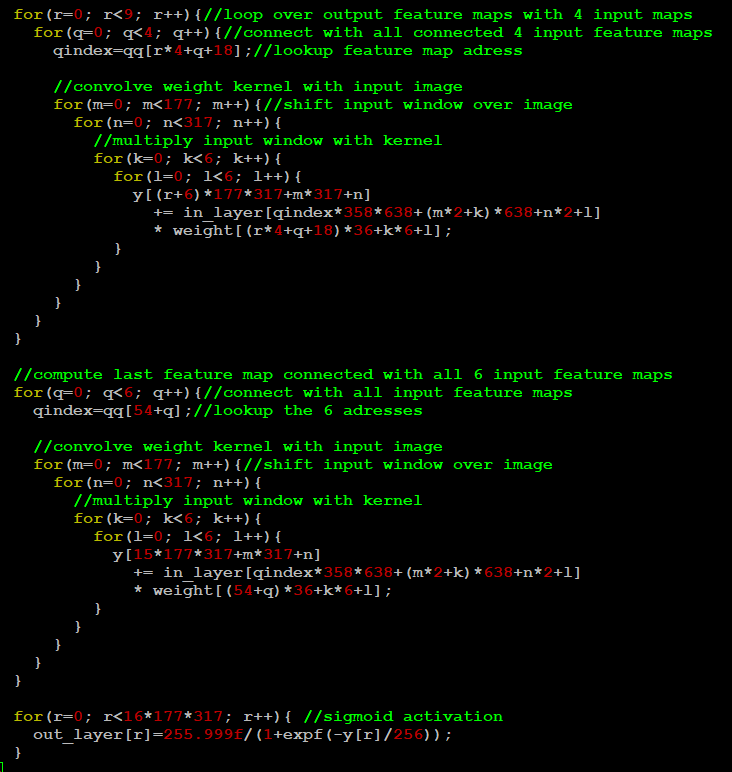 for(r=0; r<9; r++){//loop over output feature maps with 4 input maps
for(q=0; q<4; q++){//connect with all connected 4 input feature maps
qindex=qq[r*4+q+18];//lookup feature map adress
//convolve weight kernel with input image
for(m=0; m<177; m++){//shift input window over image
for(n=0; n<317; n++){
//multiply input window with kernel
for(k=0; k<6; k++){
for(l=0; l<6; l++){
y[(r+6)*177*317+m*317+n]
+= in_layer[qindex*358*638+(m*2+k)*638+n*2+l]
* weight[(r*4+q+18)*36+k*6+l];
}
}
}
}
}
}
//compute last feature map connected with all 6 input feature maps
for(q=0; q<6; q++){//connect with all input feature maps
qindex=qq[54+q];//lookup the 6 adresses
//convolve weight kernel with input image
for(m=0; m<177; m++){//shift input window over image
for(n=0; n<317; n++){
//multiply input window with kernel
for(k=0; k<6; k++){
for(l=0; l<6; l++){
y[15*177*317+m*317+n]
+= in_layer[qindex*358*638+(m*2+k)*638+n*2+l]
* weight[(54+q)*36+k*6+l];
}
}
}
}
}
for(r=0; r<16*177*317; r++){ //sigmoid activation
out_layer[r]=255.999f/(1+expf(-y[r]/256));
}